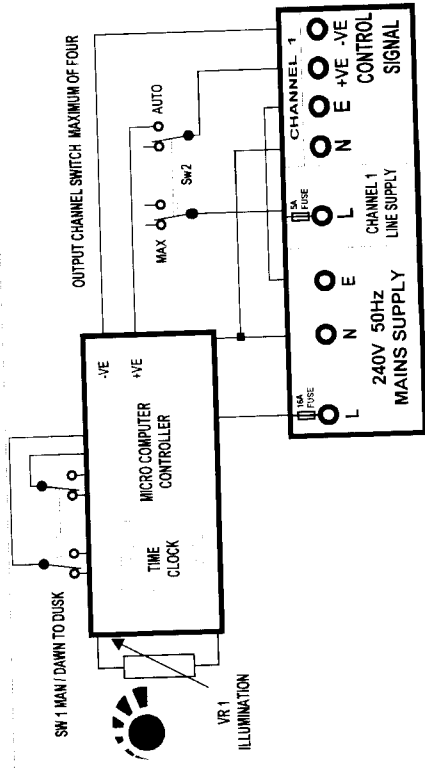 OUTPUT CHANNEL SWITCH MAXIMUM OF FOUR
SW 1 MAN / DAWN TO DUSK
MAX
AUTO
Sw2
TIME
CLOCK
MICRO COMPUTER
CONTROLLER
-VE
+VE
VR 1
ILLUMINATION
16A
FUSE
L
N
E
240V 50Hz
MAINS SUPPLY
5A
FUSE
L
CHANNEL 1
LINE SUPPLY
CHANNEL 1
N
E
+VE
-VE
CONTROL
SIGNAL